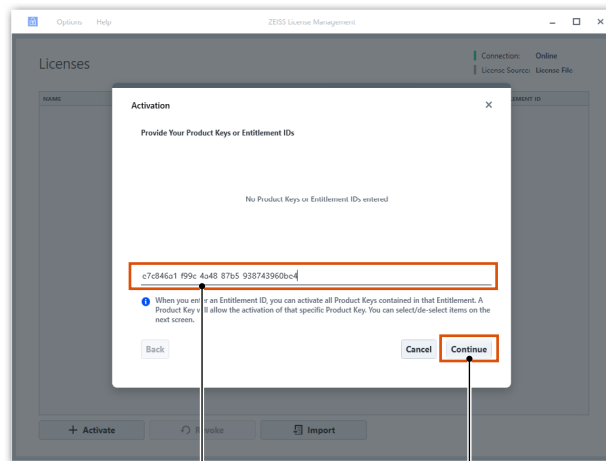 Options Help ZEISS License Management
Licenses
Connection: Online
License Source: License File
NAME
EMENT ID
Activation
Provide Your Product Keys or Entitlement IDs
No Product Keys or Entitlement IDs entered
e7c846a1 f99c 4a48 87b5 938743960be4
When you enter an Entitlement ID, you can activate all Product Keys contained in that Entitlement. A
Product Key will allow the activation of that specific Product Key. You can select/de-select items on the
next screen.
Back Cancel Continue
+ Activate Revoke Import